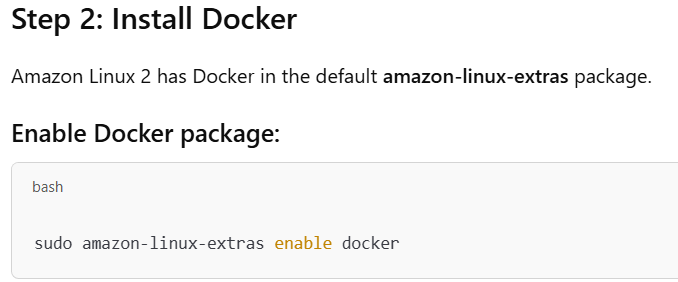 Step 2: Install Docker
Amazon Linux 2 has Docker in the default amazon-linux-extras package.
Enable Docker package:
bash
sudo amazon-linux-extras enable docker